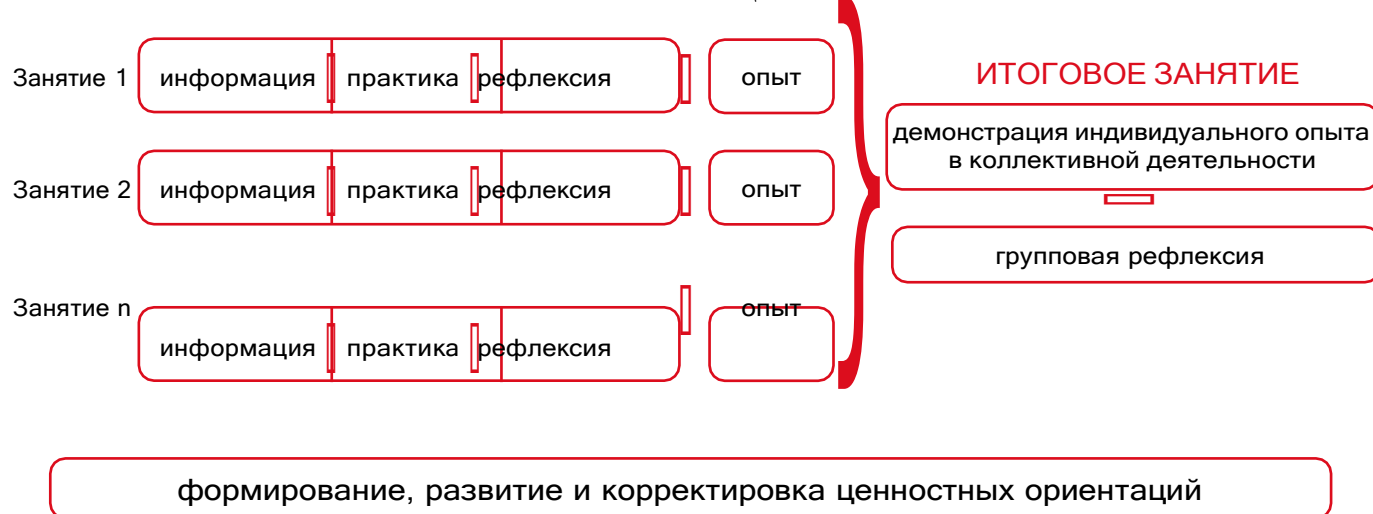 Занятие 1 информация практика рефлексия опыт
Занятие 2 информация практика рефлексия опыт
Занятие n опыт
информация практика рефлексия
ИТОГОВОЕ ЗАНЯТИЕ
демонстрация индивидуального опыта
в коллективной деятельности
групповая рефлексия
формирование, развитие и корректировка ценностных ориентаций